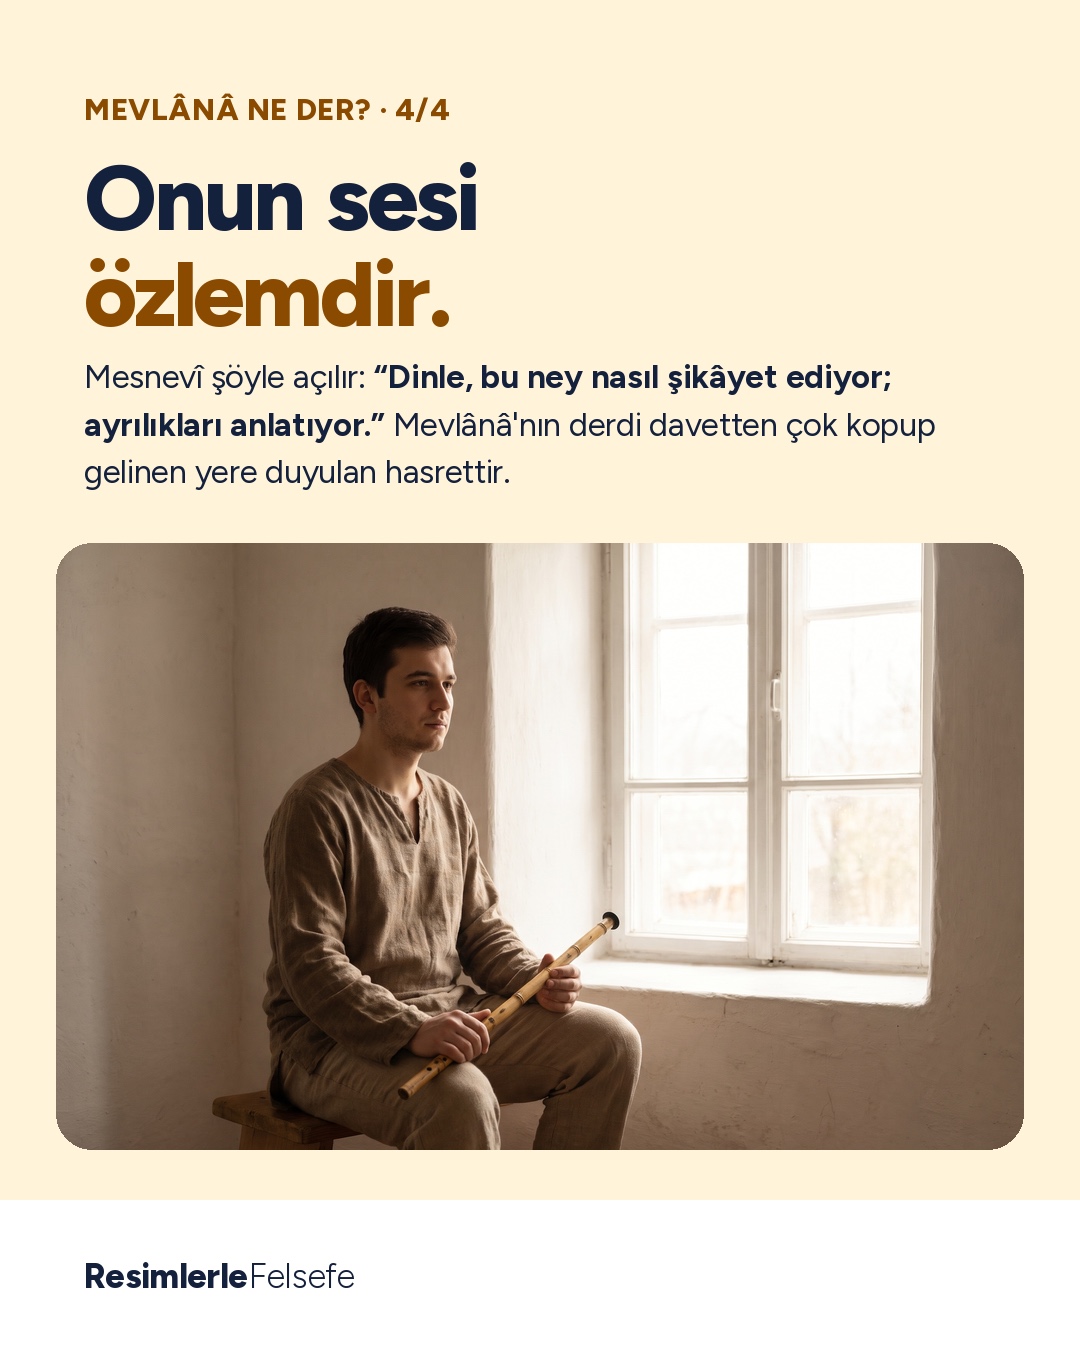 MEVLÂNÂ NE DER? · 4/4
Onun sesi
özlemdir.
Mesnevî şöyle açılır: “Dinle, bu ney nasıl şikâyet ediyor;
ayrılıkları anlatıyor.” Mevlânâ'nın derdi davetten çok kopup
gelinen yere duyulan hasrettir.
ResimlerleFelsefe